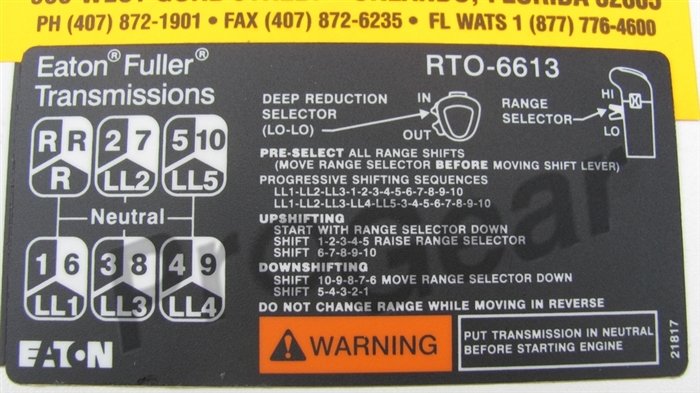 PH (407) 872-1901 • FAX (407) 872-6235 • FL WATS 1 (877) 776-4600
Eaton® Fuller®
Transmissions
RTO-6613
DEEP REDUCTION
SELECTOR
(LO-LO)
IN
OUT
RANGE
SELECTOR
HI
LO
R R R
2 7 LL2
5 10 LL5
Neutral
1 6 LL1
3 8 LL3
4 9 LL4
PRE-SELECT ALL RANGE SHIFTS
(MOVE RANGE SELECTOR BEFORE MOVING SHIFT LEVER)
PROGRESSIVE SHIFTING SEQUENCES
LL1-LL2-LL3-1-2-3-4-5-6-7-8-9-10
LL1-LL2-LL3-LL4-LL5-3-4-5-6-7-8-9-10
UPSHIFTING
START WITH RANGE SELECTOR DOWN
SHIFT 1-2-3-4-5 RAISE RANGE SELECTOR
SHIFT 6-7-8-9-10
DOWNSHIFTING
SHIFT 10-9-8-7-6 MOVE RANGE SELECTOR DOWN
SHIFT 5-4-3-2-1
DO NOT CHANGE RANGE WHILE MOVING IN REVERSE
EATON
WARNING
PUT TRANSMISSION IN NEUTRAL
BEFORE STARTING ENGINE
21817
ProGear